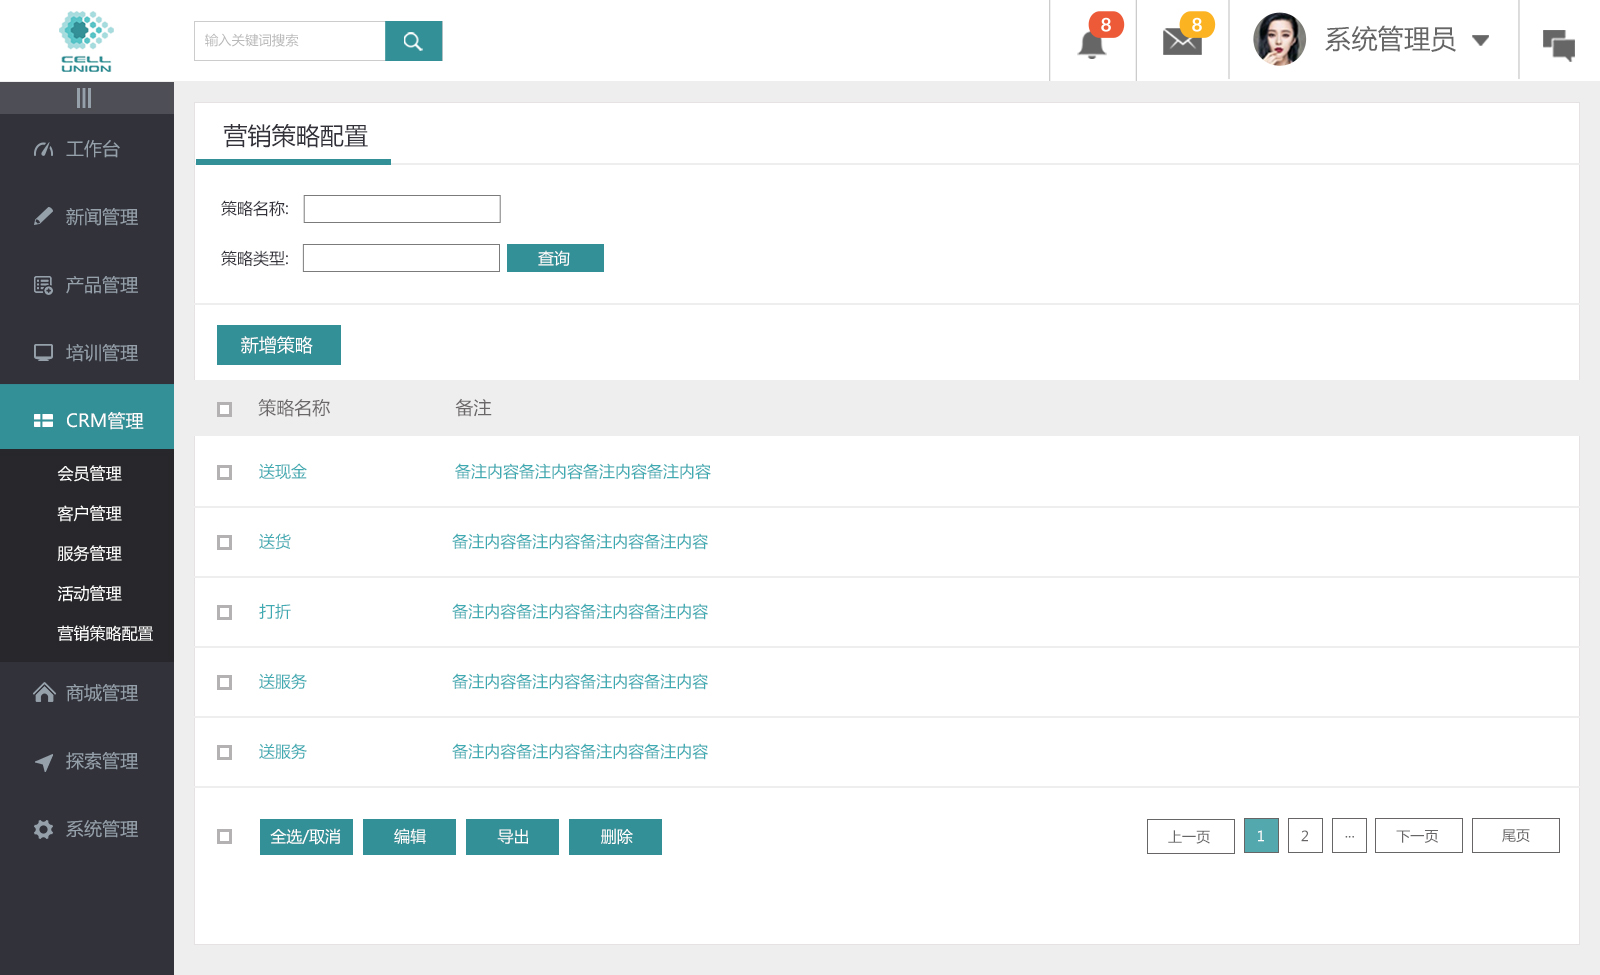 CELL
UNION
输入关键词搜索
8
8
系统管理员
工作台
新闻管理
产品管理
培训管理
CRM管理
会员管理
客户管理
服务管理
活动管理
营销策略配置
商城管理
探索管理
系统管理
营销策略配置
策略名称:
策略类型:
查询
新增策略
策略名称 备注
送现金 备注内容备注内容备注内容备注内容
送货 备注内容备注内容备注内容备注内容
打折 备注内容备注内容备注内容备注内容
送服务 备注内容备注内容备注内容备注内容
送服务 备注内容备注内容备注内容备注内容
全选/取消 编辑 导出 删除 上一页 1 2 ... 下一页 尾页